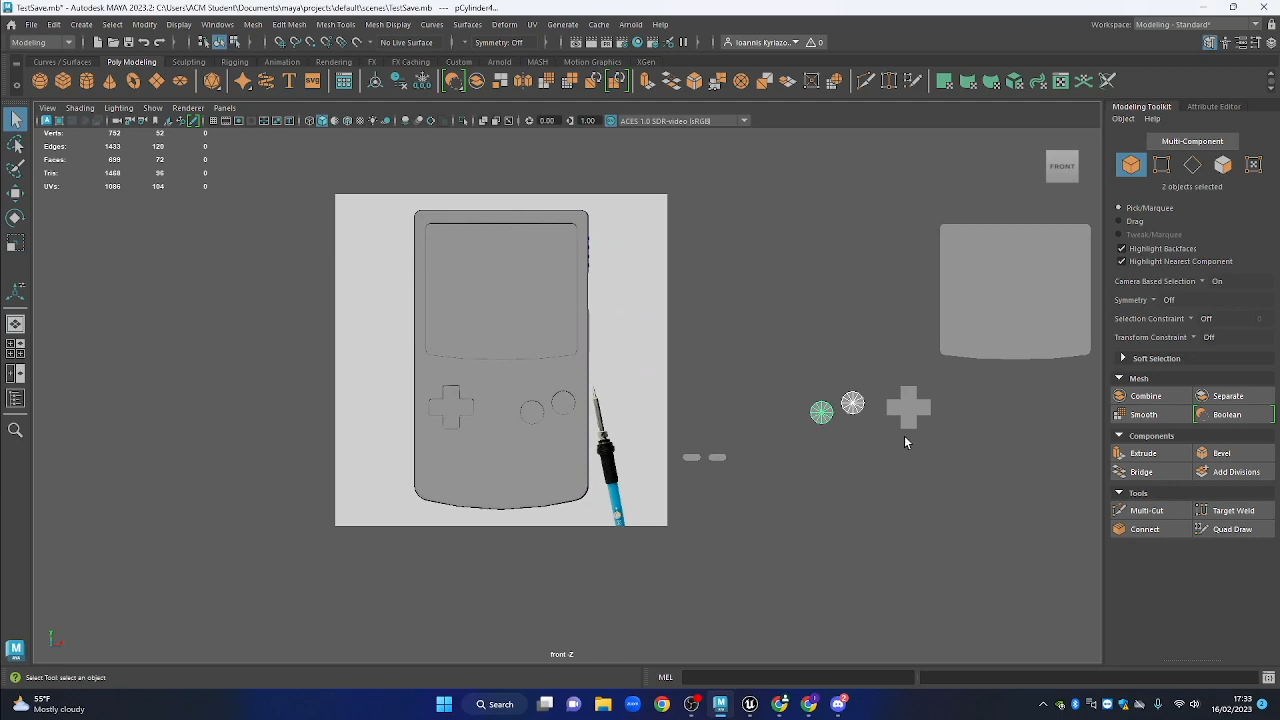 TestSave.mb* - Autodesk MAYA 2023.2: C:\Users\ACM Student\Documents\maya\projects\default\scenes\TestSave.mb --- pCylinder4...
File Edit Create Select Modify Display Windows Mesh Edit Mesh Mesh Tools Mesh Display Curves Surfaces Deform UV Generate Cache Arnold Help
Workspace: Modeling - Standard*
Modeling No Live Surface Symmetry: Off Ioannis Kyriazo... 0
Curves / Surfaces Poly Modeling Sculpting Rigging Animation Rendering FX FX Caching Custom Arnold MASH Motion Graphics XGen
SVG
View Shading Lighting Show Renderer Panels
0.00 1.00 ACES 1.0 SDR-video (sRGB)
Verts: 752 52 0
Edges: 1433 120 0
Faces: 699 72 0
Tris: 1468 96 0
UVs: 1086 104 0
FRONT
front -Z
Modeling Toolkit Attribute Editor
Object Help
Multi-Component
2 objects selected
Pick/Marquee
Drag
Tweak/Marquee
Highlight Backfaces
Highlight Nearest Component
Camera Based Selection On
Symmetry Off
Selection Constraint Off 0
Transform Constraint Off
Soft Selection
Mesh
Combine Separate
Smooth Boolean
Components
Extrude Bevel
Bridge Add Divisions
Tools
Multi-Cut Target Weld
Connect Quad Draw
Select Tool: select an object
MEL
55°F
Mostly cloudy
Search
zoom
17:33
16/02/2023